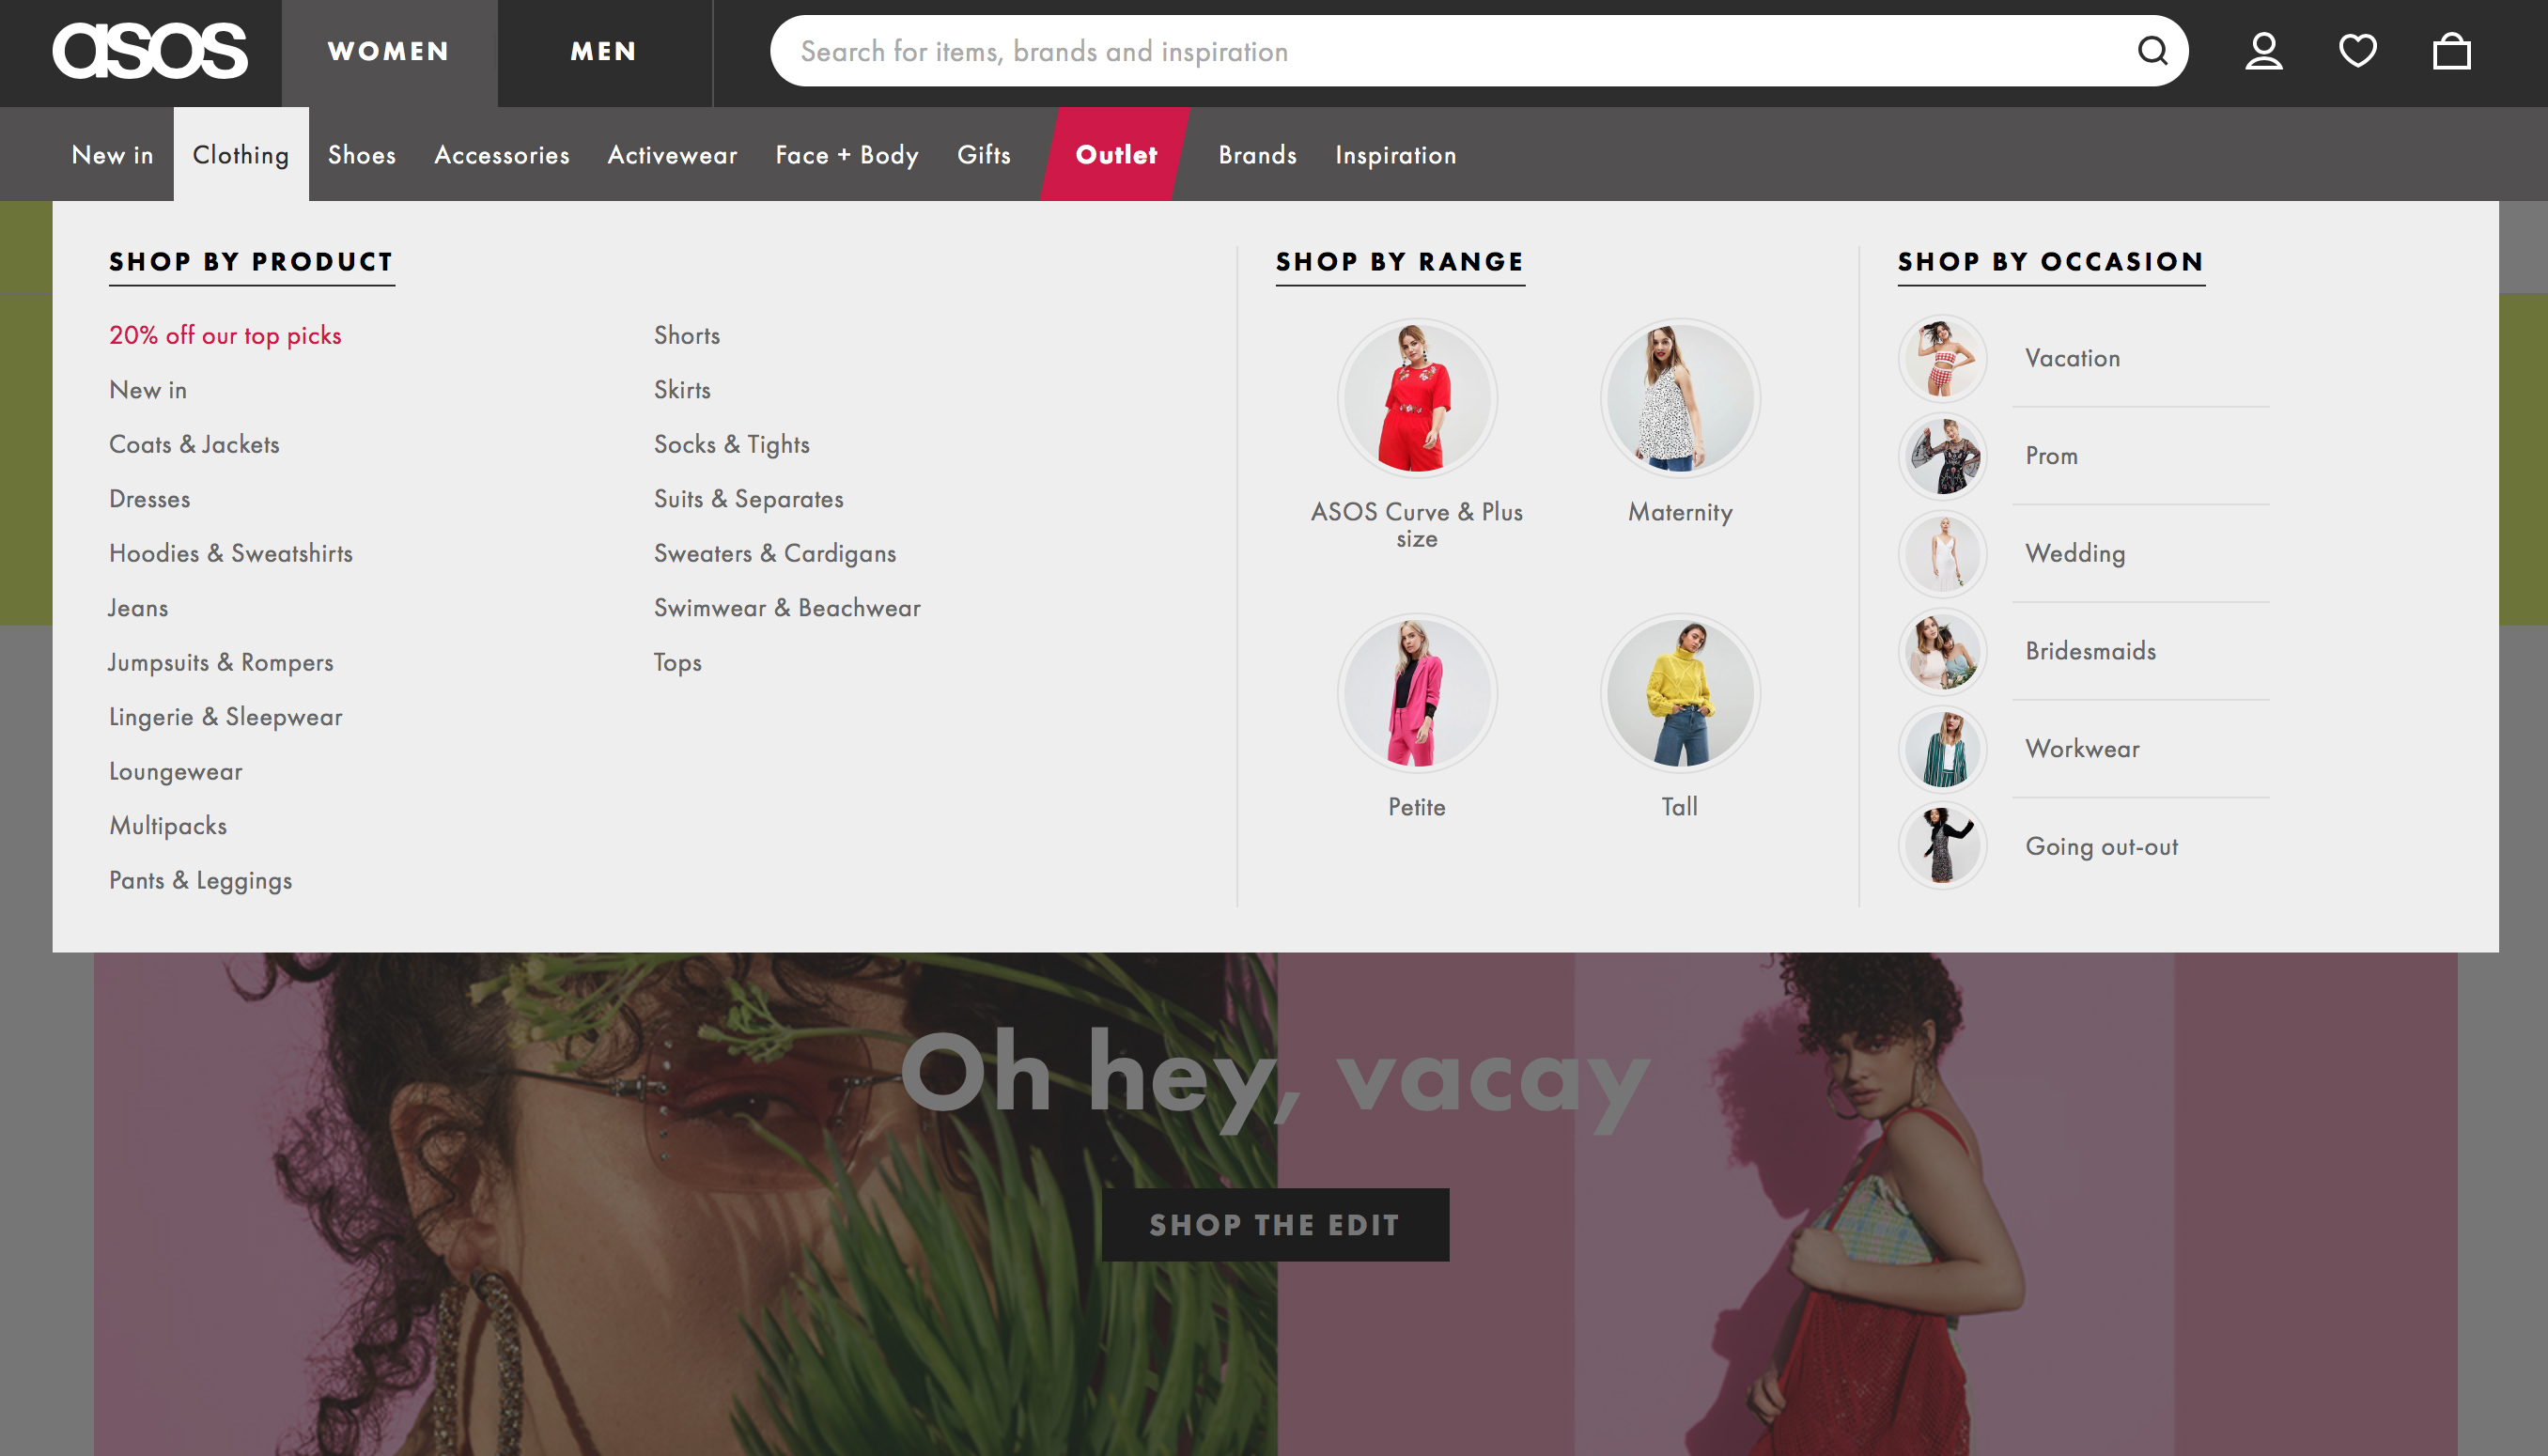 asos
WOMEN
MEN
Search for items, brands and inspiration
New in
Clothing
Shoes
Accessories
Activewear
Face + Body
Gifts
Outlet
Brands
Inspiration
SHOP BY PRODUCT
20% off our top picks
New in
Coats & Jackets
Dresses
Hoodies & Sweatshirts
Jeans
Jumpsuits & Rompers
Lingerie & Sleepwear
Loungewear
Multipacks
Pants & Leggings
Shorts
Skirts
Socks & Tights
Suits & Separates
Sweaters & Cardigans
Swimwear & Beachwear
Tops
SHOP BY RANGE
ASOS Curve & Plus
size
Maternity
Petite
Tall
SHOP BY OCCASION
Vacation
Prom
Wedding
Bridesmaids
Workwear
Going out-out
Oh hey, vacay
SHOP THE EDIT